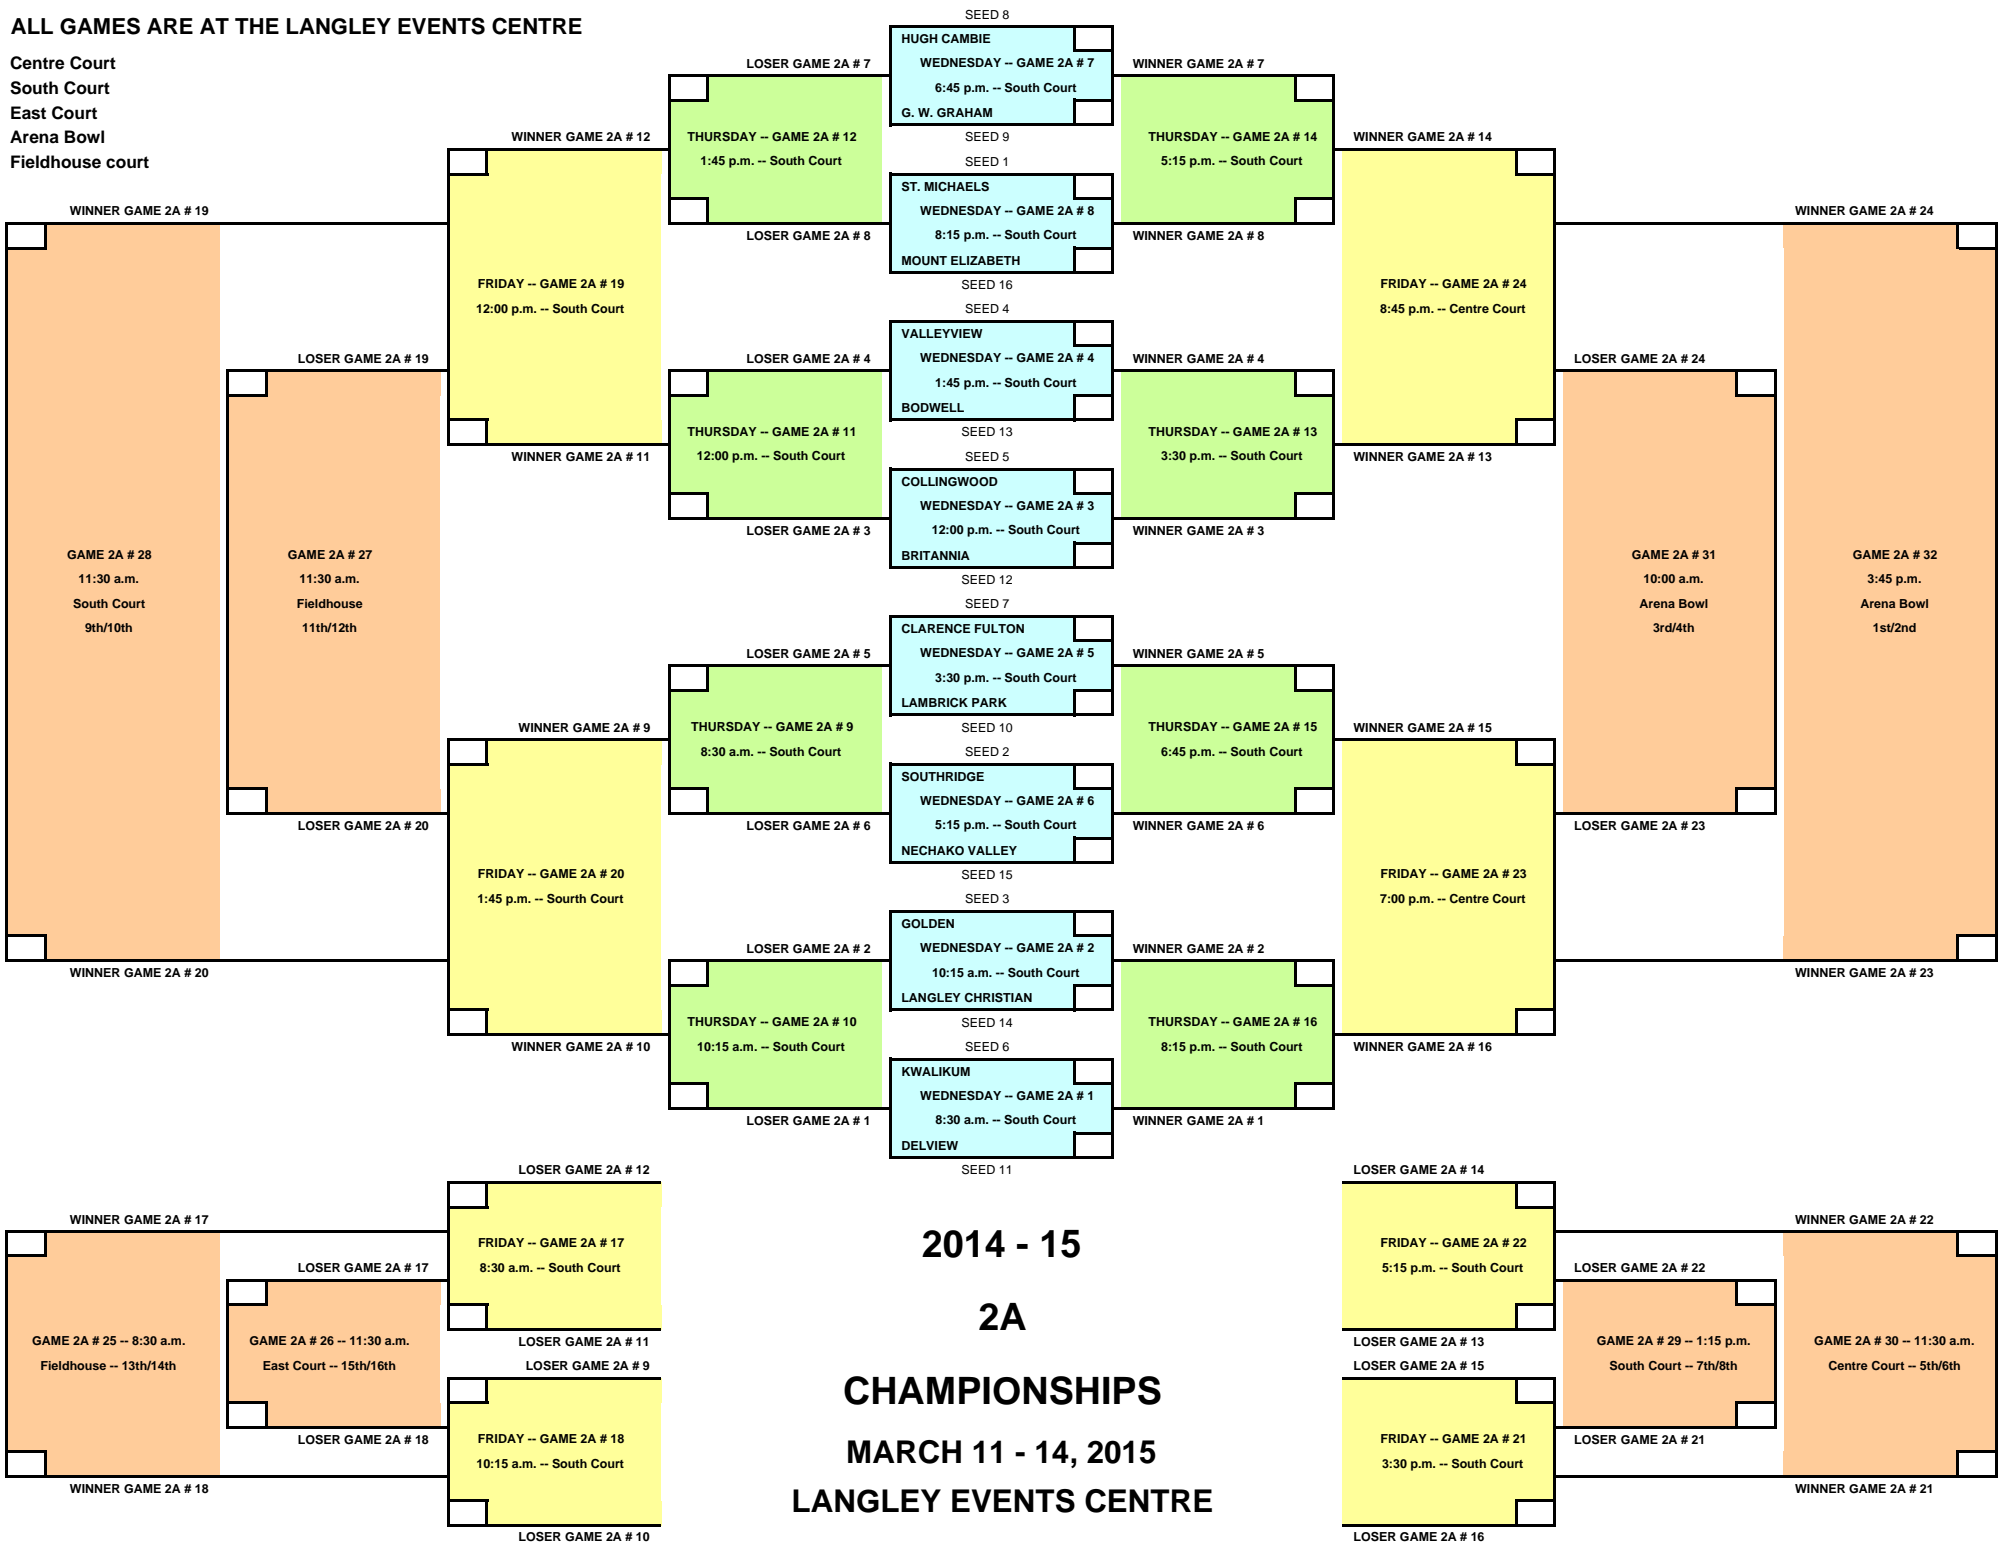 ALL GAMES ARE AT THE LANGLEY EVENTS CENTRE
Centre Court
South Court
East Court
Arena Bowl
Fieldhouse court
WINNER GAME 2A # 19
GAME 2A # 28
11:30 a.m.
South Court
9th/10th
WINNER GAME 2A # 20
LOSER GAME 2A # 19
GAME 2A # 27
11:30 a.m.
Fieldhouse
11th/12th
LOSER GAME 2A # 20
WINNER GAME 2A # 12
FRIDAY -- GAME 2A # 19
12:00 p.m. -- South Court
WINNER GAME 2A # 11
WINNER GAME 2A # 9
FRIDAY -- GAME 2A # 20
1:45 p.m. -- Sourth Court
WINNER GAME 2A # 10
LOSER GAME 2A # 7
THURSDAY -- GAME 2A # 12
1:45 p.m. -- South Court
LOSER GAME 2A # 8
LOSER GAME 2A # 4
THURSDAY -- GAME 2A # 11
12:00 p.m. -- South Court
LOSER GAME 2A # 3
LOSER GAME 2A # 5
THURSDAY -- GAME 2A # 9
8:30 a.m. -- South Court
LOSER GAME 2A # 6
LOSER GAME 2A # 2
THURSDAY -- GAME 2A # 10
10:15 a.m. -- South Court
LOSER GAME 2A # 1
SEED 8
HUGH CAMBIE
WEDNESDAY -- GAME 2A # 7
6:45 p.m. -- South Court
G. W. GRAHAM
SEED 9
SEED 1
ST. MICHAELS
WEDNESDAY -- GAME 2A # 8
8:15 p.m. -- South Court
MOUNT ELIZABETH
SEED 16
SEED 4
VALLEYVIEW
WEDNESDAY -- GAME 2A # 4
1:45 p.m. -- South Court
BODWELL
SEED 13
SEED 5
COLLINGWOOD
WEDNESDAY -- GAME 2A # 3
12:00 p.m. -- South Court
BRITANNIA
SEED 12
SEED 7
CLARENCE FULTON
WEDNESDAY -- GAME 2A # 5
3:30 p.m. -- South Court
LAMBRICK PARK
SEED 10
SEED 2
SOUTHRIDGE
WEDNESDAY -- GAME 2A # 6
5:15 p.m. -- South Court
NECHAKO VALLEY
SEED 15
SEED 3
GOLDEN
WEDNESDAY -- GAME 2A # 2
10:15 a.m. -- South Court
LANGLEY CHRISTIAN
SEED 14
SEED 6
KWALIKUM
WEDNESDAY -- GAME 2A # 1
8:30 a.m. -- South Court
DELVIEW
SEED 11
WINNER GAME 2A # 7
THURSDAY -- GAME 2A # 14
5:15 p.m. -- South Court
WINNER GAME 2A # 8
WINNER GAME 2A # 4
THURSDAY -- GAME 2A # 13
3:30 p.m. -- South Court
WINNER GAME 2A # 3
WINNER GAME 2A # 5
THURSDAY -- GAME 2A # 15
6:45 p.m. -- South Court
WINNER GAME 2A # 6
WINNER GAME 2A # 2
THURSDAY -- GAME 2A # 16
8:15 p.m. -- South Court
WINNER GAME 2A # 1
WINNER GAME 2A # 14
FRIDAY -- GAME 2A # 24
8:45 p.m. -- Centre Court
WINNER GAME 2A # 13
WINNER GAME 2A # 15
FRIDAY -- GAME 2A # 23
7:00 p.m. -- Centre Court
WINNER GAME 2A # 16
LOSER GAME 2A # 24
GAME 2A # 31
10:00 a.m.
Arena Bowl
3rd/4th
LOSER GAME 2A # 23
WINNER GAME 2A # 24
GAME 2A # 32
3:45 p.m.
Arena Bowl
1st/2nd
WINNER GAME 2A # 23
WINNER GAME 2A # 17
GAME 2A # 25 -- 8:30 a.m.
Fieldhouse -- 13th/14th
WINNER GAME 2A # 18
LOSER GAME 2A # 17
GAME 2A # 26 -- 11:30 a.m.
East Court -- 15th/16th
LOSER GAME 2A # 18
LOSER GAME 2A # 12
FRIDAY -- GAME 2A # 17
8:30 a.m. -- South Court
LOSER GAME 2A # 11
LOSER GAME 2A # 9
FRIDAY -- GAME 2A # 18
10:15 a.m. -- South Court
LOSER GAME 2A # 10
2014 - 15
2A
CHAMPIONSHIPS
MARCH 11 - 14, 2015
LANGLEY EVENTS CENTRE
LOSER GAME 2A # 14
FRIDAY -- GAME 2A # 22
5:15 p.m. -- South Court
LOSER GAME 2A # 13
LOSER GAME 2A # 15
FRIDAY -- GAME 2A # 21
3:30 p.m. -- South Court
LOSER GAME 2A # 16
LOSER GAME 2A # 22
GAME 2A # 29 -- 1:15 p.m.
South Court -- 7th/8th
LOSER GAME 2A # 21
WINNER GAME 2A # 22
GAME 2A # 30 -- 11:30 a.m.
Centre Court -- 5th/6th
WINNER GAME 2A # 21